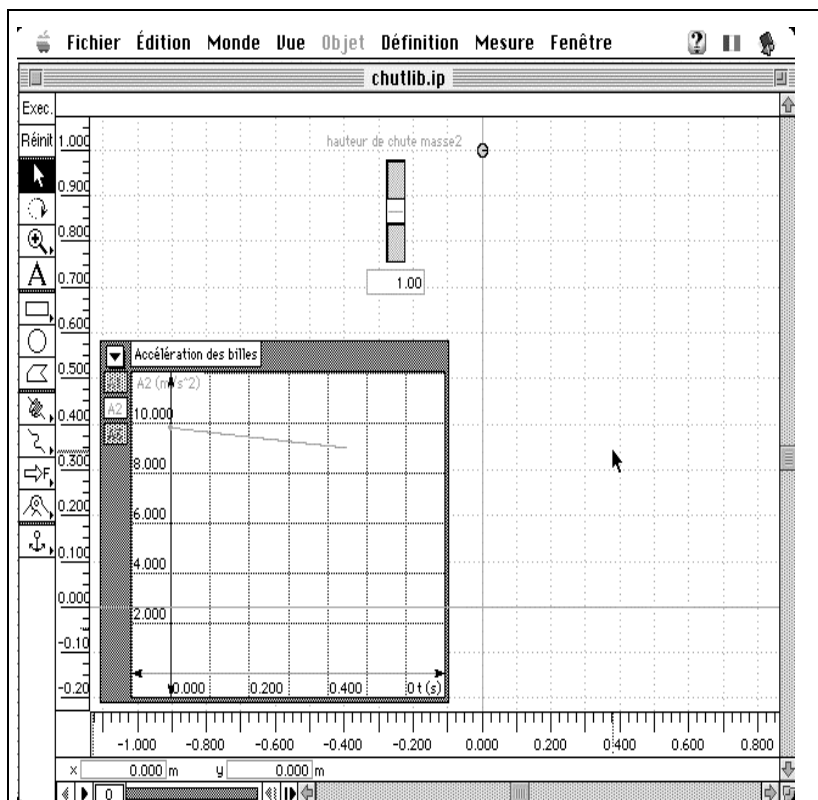 Fichier Édition Monde Vue Objet Définition Mesure Fenêtre
chutlib.ip
Exec.
Réinit
1.000
hauteur de chute masse2
0.900
0.800
A
0.700
1.00
0.600
Accélération des billes
0.500
A2 (m/s^2)
A2
0.400
10.000
0.300
8.000
F
0.200
6.000
0.100
4.000
0.000
2.000
-0.10
-0.20
0.000 0.200 0.400 0 t (s)
-1.000 -0.800 -0.600 -0.400 -0.200 0.000 0.200 0.400 0.600 0.800
x 0.000 m y 0.000 m
0